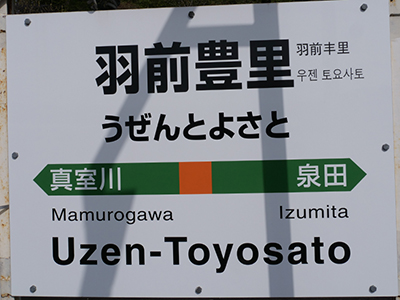 羽前豊里
羽前丰里
우젠 토요사토
うぜんとよさと
真室川 泉田
Mamurogawa Izumita
Uzen-Toyosato